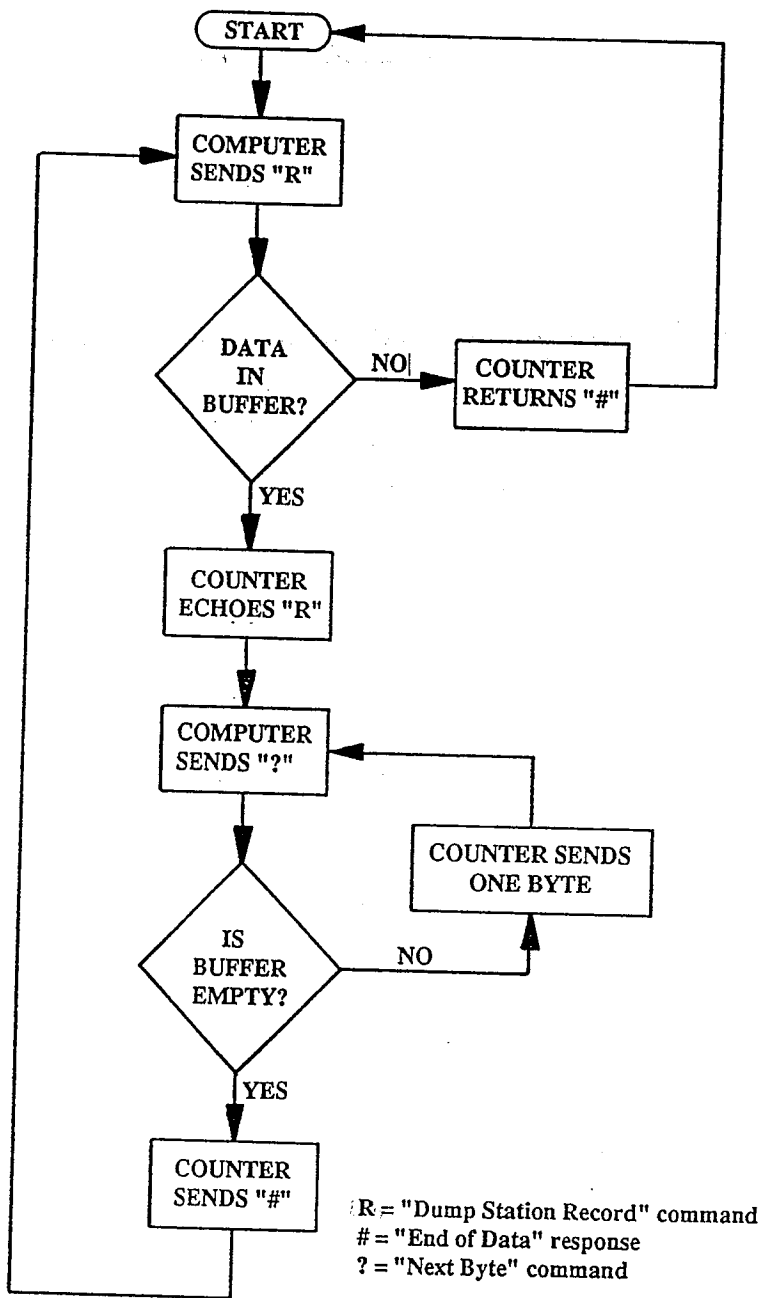 START
COMPUTER
SENDS "R"
DATA
IN
BUFFER?
NO
COUNTER
RETURNS "#"
YES
COUNTER
ECHOES "R"
COMPUTER
SENDS "?"
COUNTER SENDS
ONE BYTE
IS
BUFFER
EMPTY?
NO
YES
COUNTER
SENDS "#"
R = "Dump Station Record" command
# = "End of Data" response
? = "Next Byte" command